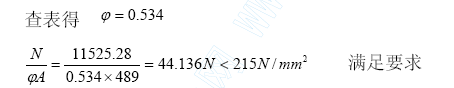 查表得 φ = 0.534
N/φA = 11525.28/0.534×489 = 44.136N < 215N/mm² 满足要求